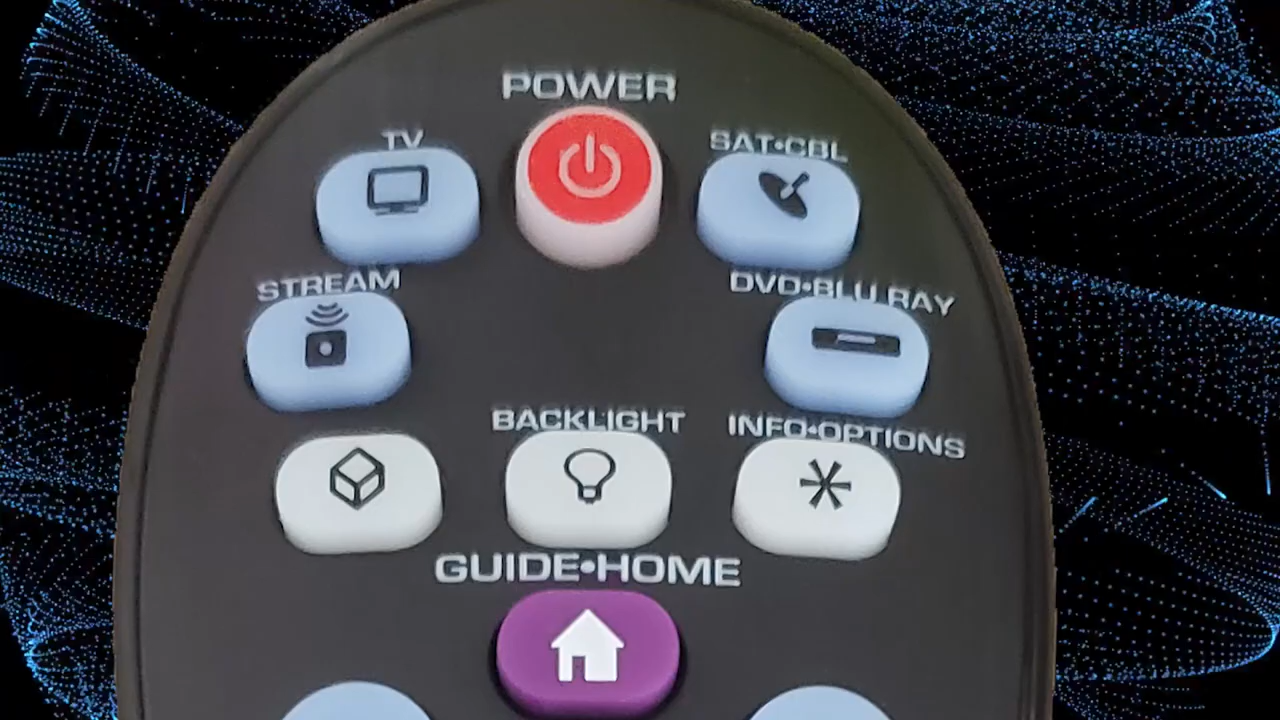 POWER
TV
SAT•CBL
STREAM
DVD•BLU RAY
BACKLIGHT
INFO•OPTIONS
GUIDE•HOME